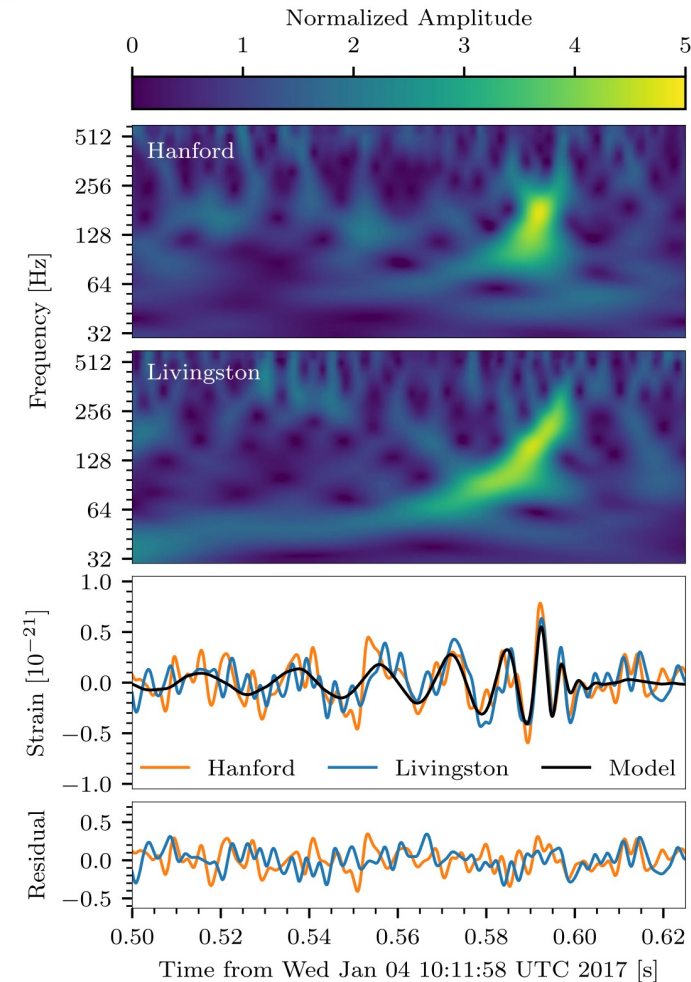 Normalized Amplitude
0 1 2 3 4 5
512
Hanford
256
128
64
32
Frequency [Hz]
512
Livingston
256
128
64
32
1.0
0.5
0.0
−0.5
−1.0
Strain [10⁻²¹]
Hanford Livingston Model
0.5
0.0
−0.5
Residual
0.50 0.52 0.54 0.56 0.58 0.60 0.62
Time from Wed Jan 04 10:11:58 UTC 2017 [s]